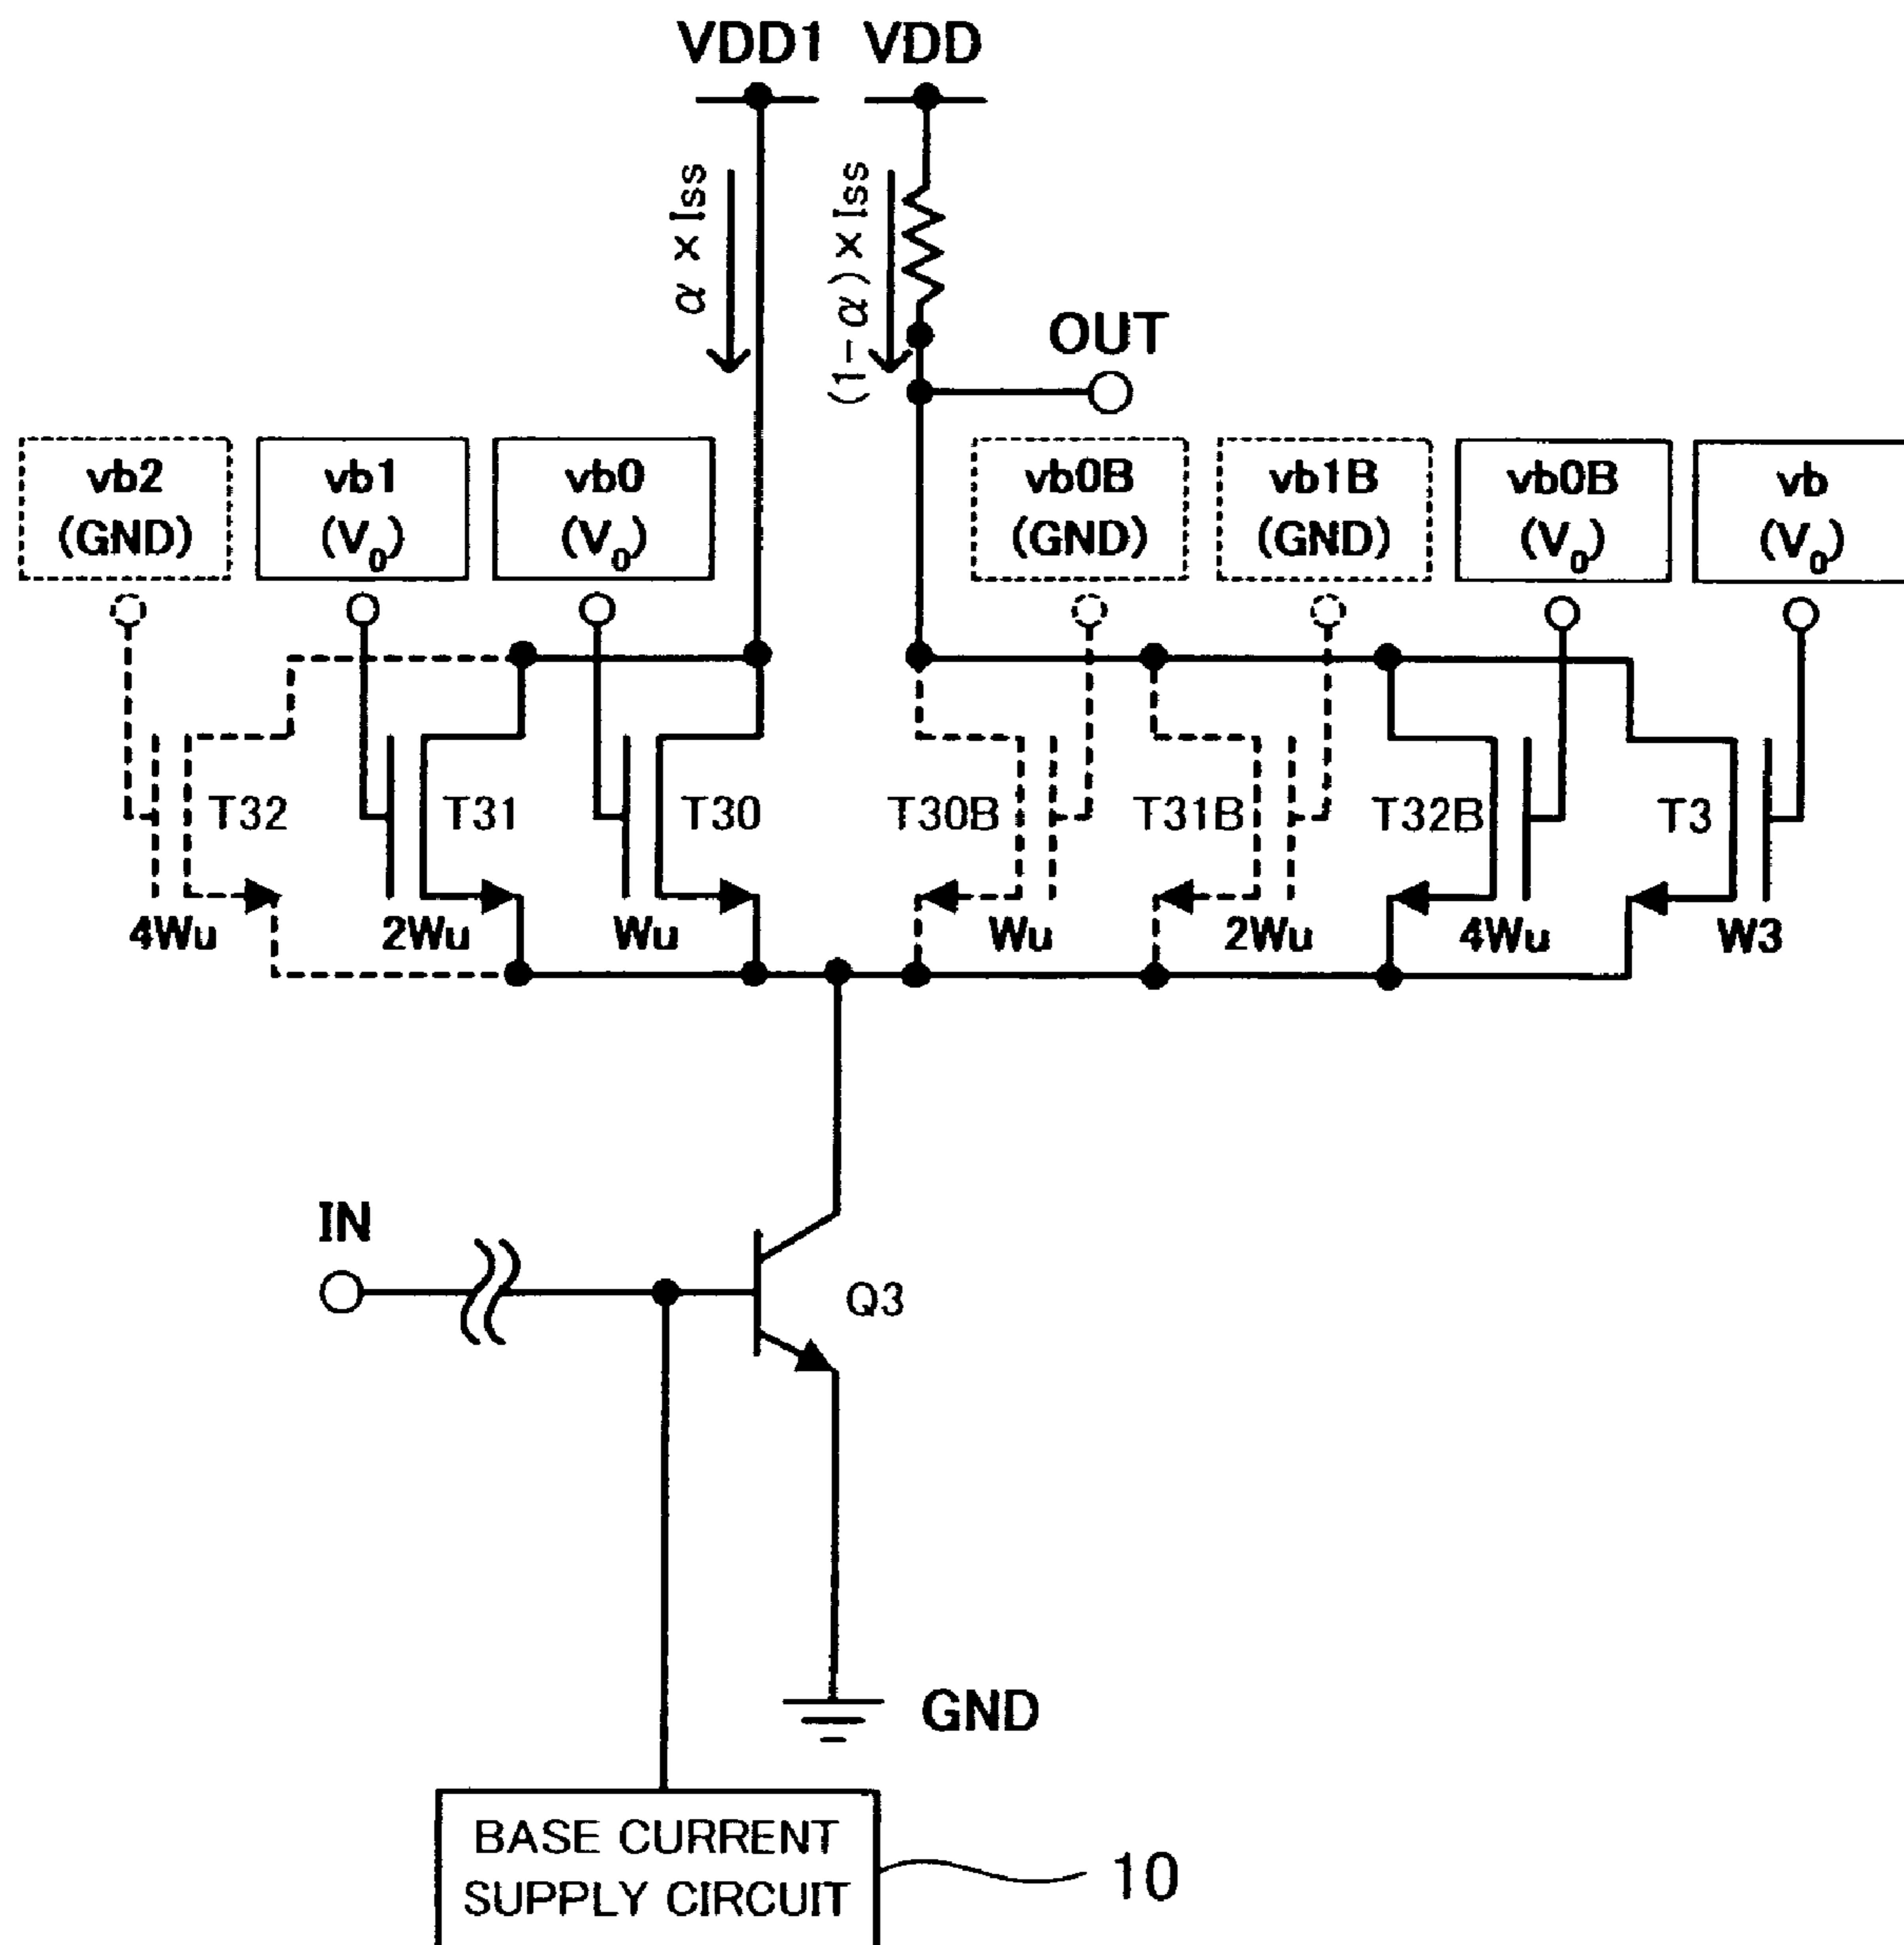 VDD1 VDD
α × Iss
(1-α) × Iss
OUT
vb2
(GND)
vb1
(V₀)
vb0
(V₀)
vb0B
(GND)
vb1B
(GND)
vb0B
(V₀)
vb
(V₀)
T32 T31 T30 T30B T31B T32B T3
4Wu 2Wu Wu Wu 2Wu 4Wu W3
IN
Q3
GND
BASE CURRENT
SUPPLY CIRCUIT
10